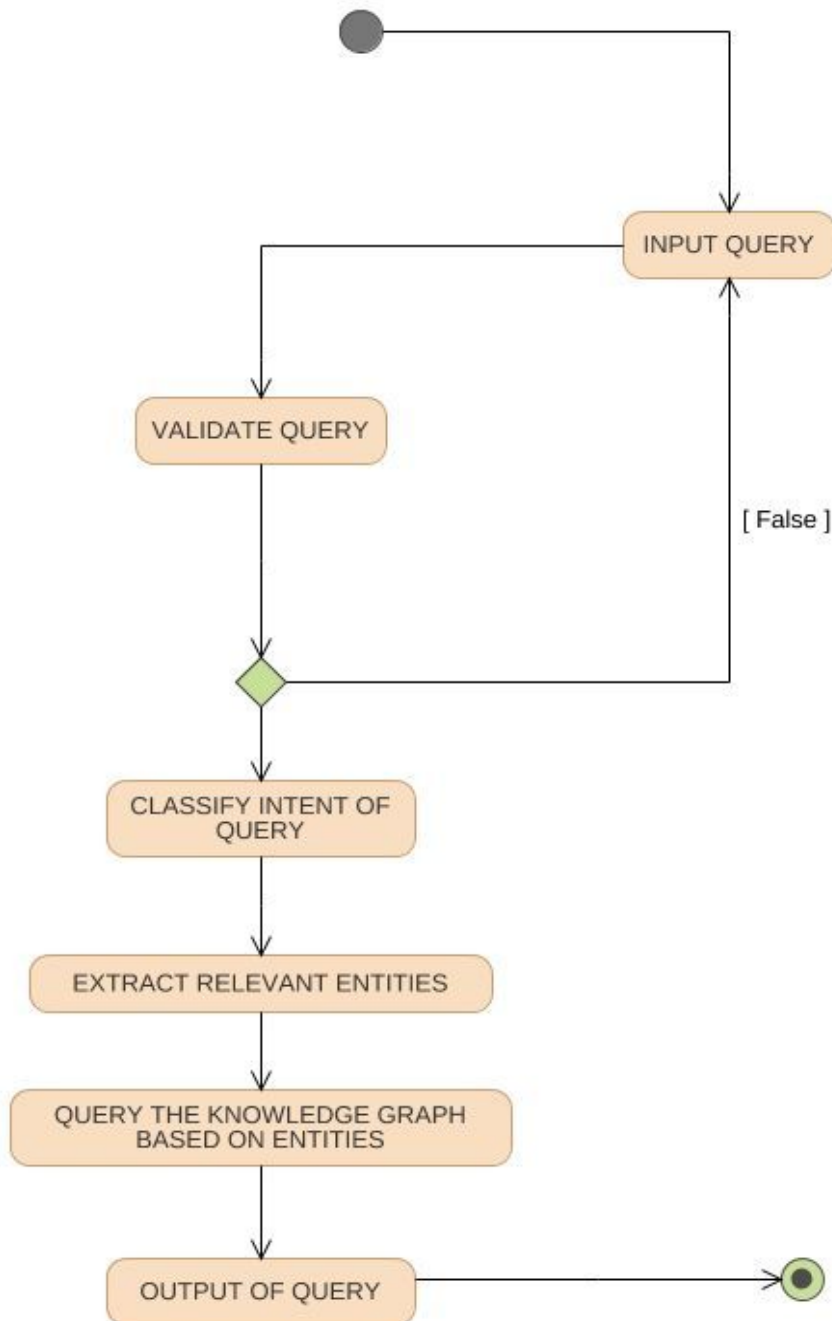 INPUT QUERY
VALIDATE QUERY
[ False ]
CLASSIFY INTENT OF
QUERY
EXTRACT RELEVANT ENTITIES
QUERY THE KNOWLEDGE GRAPH
BASED ON ENTITIES
OUTPUT OF QUERY